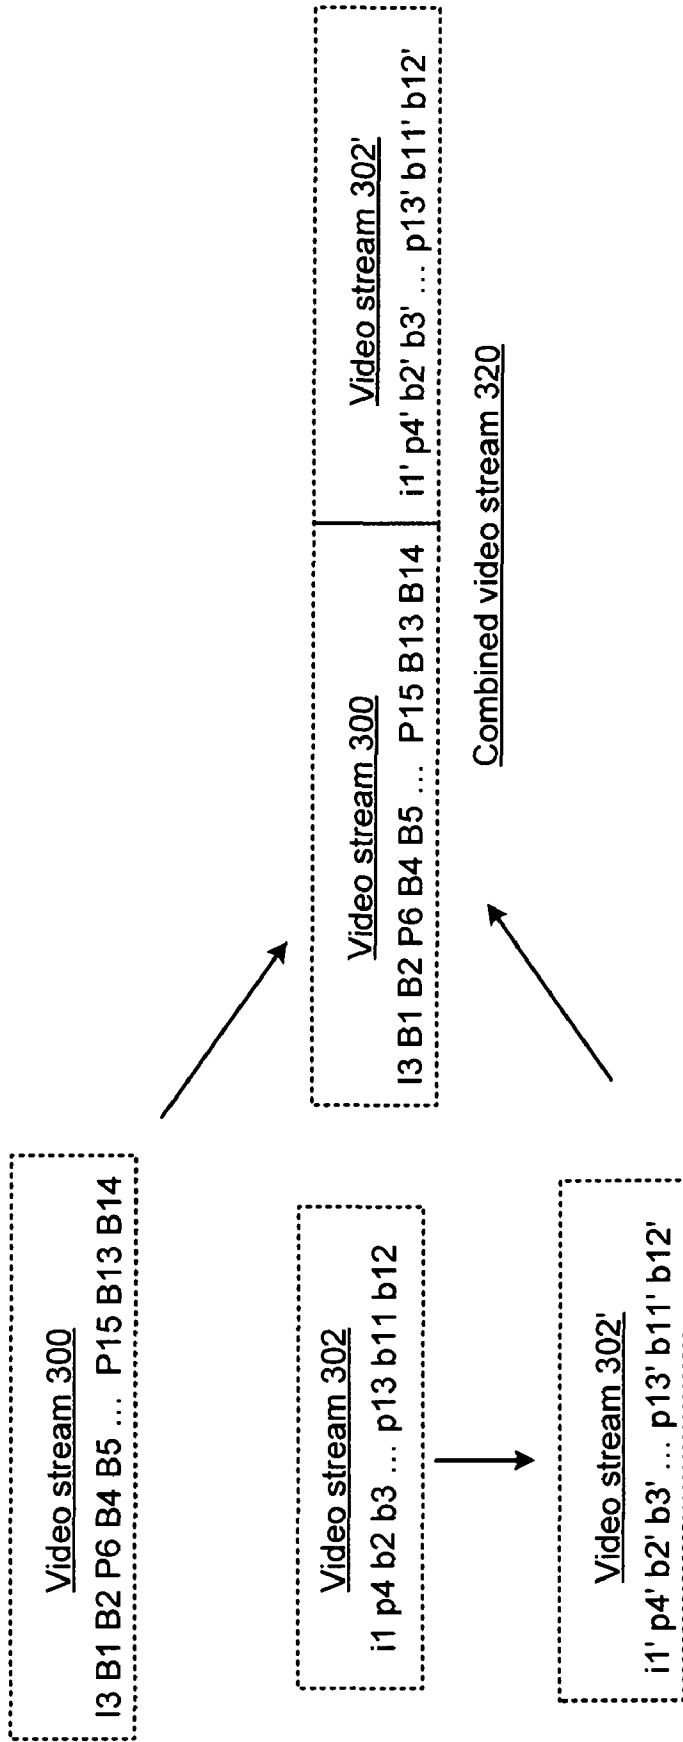 Video stream 300
I3 B1 B2 P6 B4 B5 ... P15 B13 B14
Video stream 302
i1 p4 b2 b3 ... p13 b11 b12
Video stream 302'
i1' p4' b2' b3' ... p13' b11' b12'
Video stream 300
I3 B1 B2 P6 B4 B5 ... P15 B13 B14
Video stream 302'
i1' p4' b2' b3' ... p13' b11' b12'
Combined video stream 320